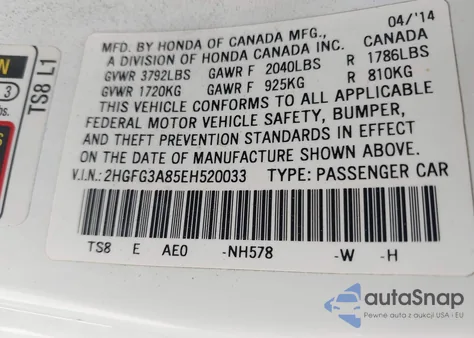 04/'14
MFD. BY HONDA OF CANADA MFG., CANADA
A DIVISION OF HONDA CANADA INC.
GVWR 3792LBS GAWR F 2040LBS R 1786LBS
GVWR 1720KG GAWR F 925KG R 810KG
THIS VEHICLE CONFORMS TO ALL APPLICABLE
FEDERAL MOTOR VEHICLE SAFETY, BUMPER,
AND THEFT PREVENTION STANDARDS IN EFFECT
ON THE DATE OF MANUFACTURE SHOWN ABOVE.
V.I.N.: 2HGFG3A85EH520033 TYPE: PASSENGER CAR
TS8 E AE0 -NH578 -W -H
TS8 L1
3
autoSnap
Pewne auta z aukcji USA i EU